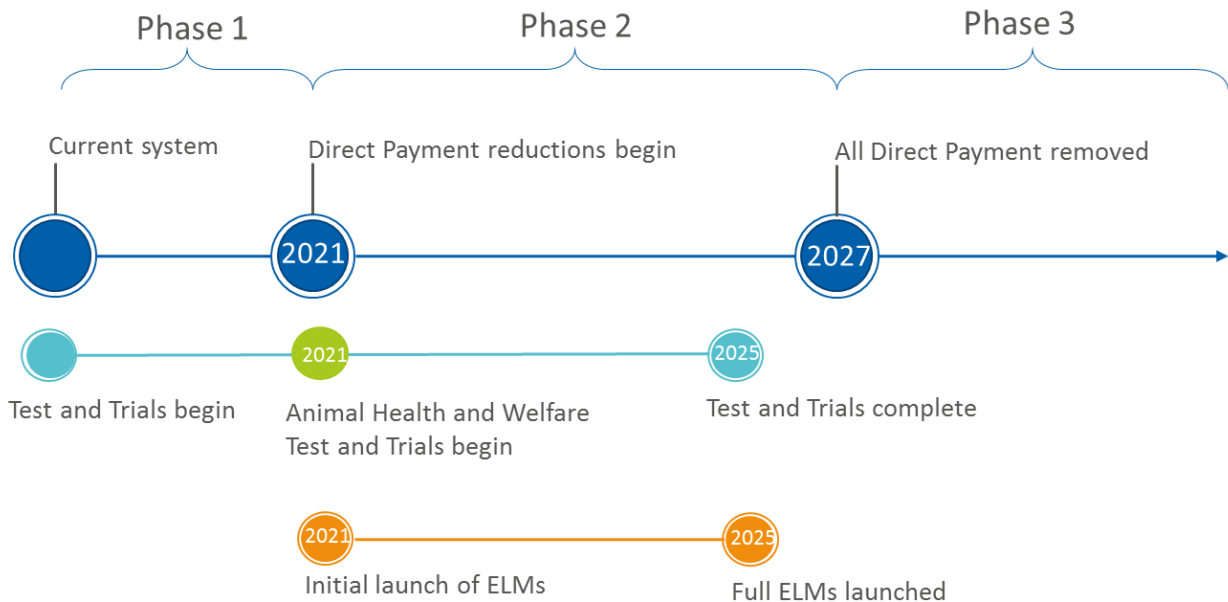 Phase 1
Phase 2
Phase 3
Current system
Direct Payment reductions begin
All Direct Payment removed
2021
2027
2021
2025
Test and Trials begin
Animal Health and Welfare
Test and Trials begin
Test and Trials complete
2021
2025
Initial launch of ELMs
Full ELMs launched